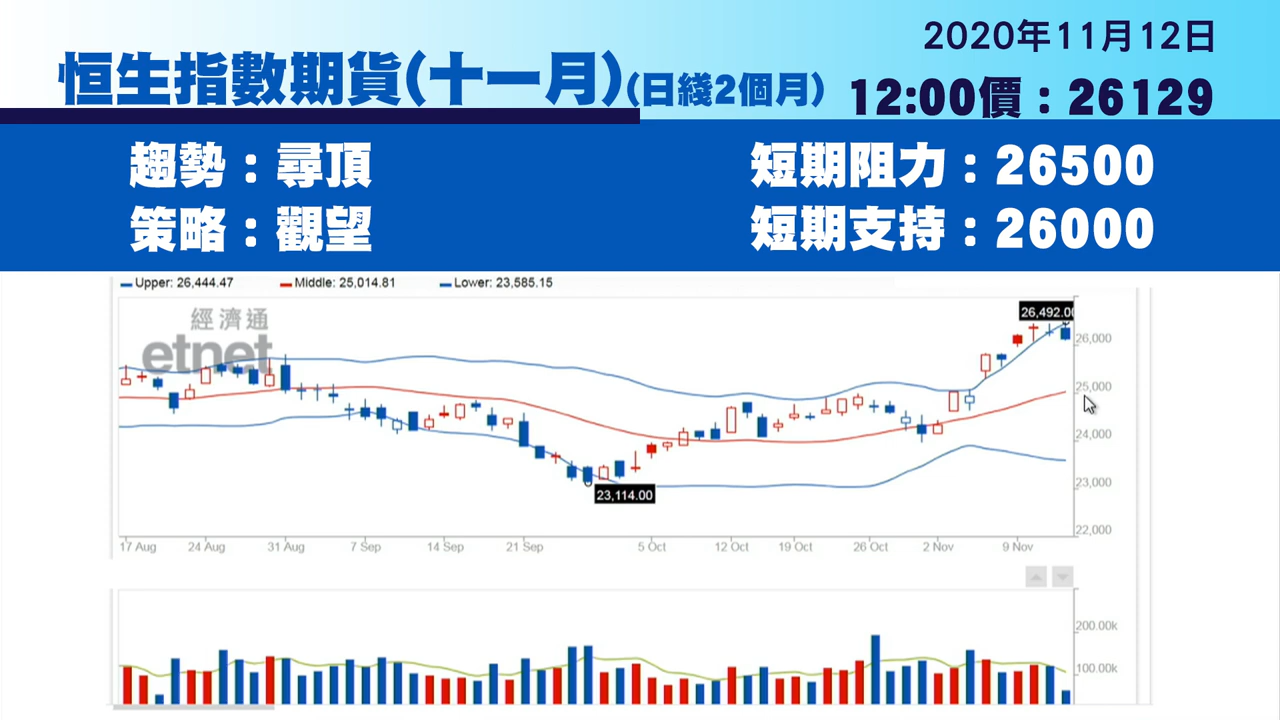 2020年11月12日
恒生指數期貨(十一月)(日綫2個月)
12:00價：26129
趨勢：尋頂
短期阻力：26500
策略：觀望
短期支持：26000
Upper: 26,444.47 Middle: 25,014.81 Lower: 23,585.15
經濟通
etnet
26,492.00
26,000
25,000
24,000
23,000
23,114.00
22,000
17 Aug 24 Aug 31 Aug 7 Sep 14 Sep 21 Sep 5 Oct 12 Oct 19 Oct 26 Oct 2 Nov 9 Nov
200.00k
100.00k